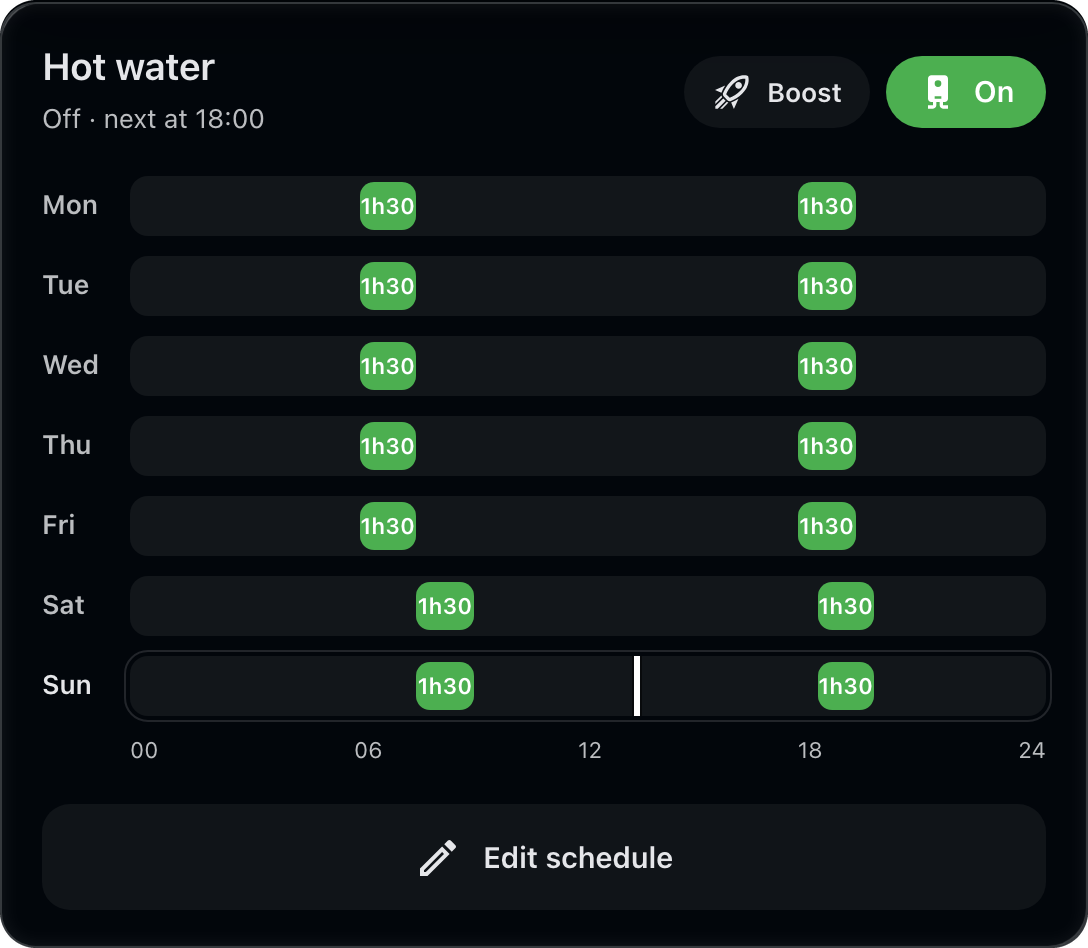 Hot water
Off · next at 18:00
Boost
On
Mon 1h30 1h30
Tue 1h30 1h30
Wed 1h30 1h30
Thu 1h30 1h30
Fri 1h30 1h30
Sat 1h30 1h30
Sun 1h30 1h30
00 06 12 18 24
Edit schedule